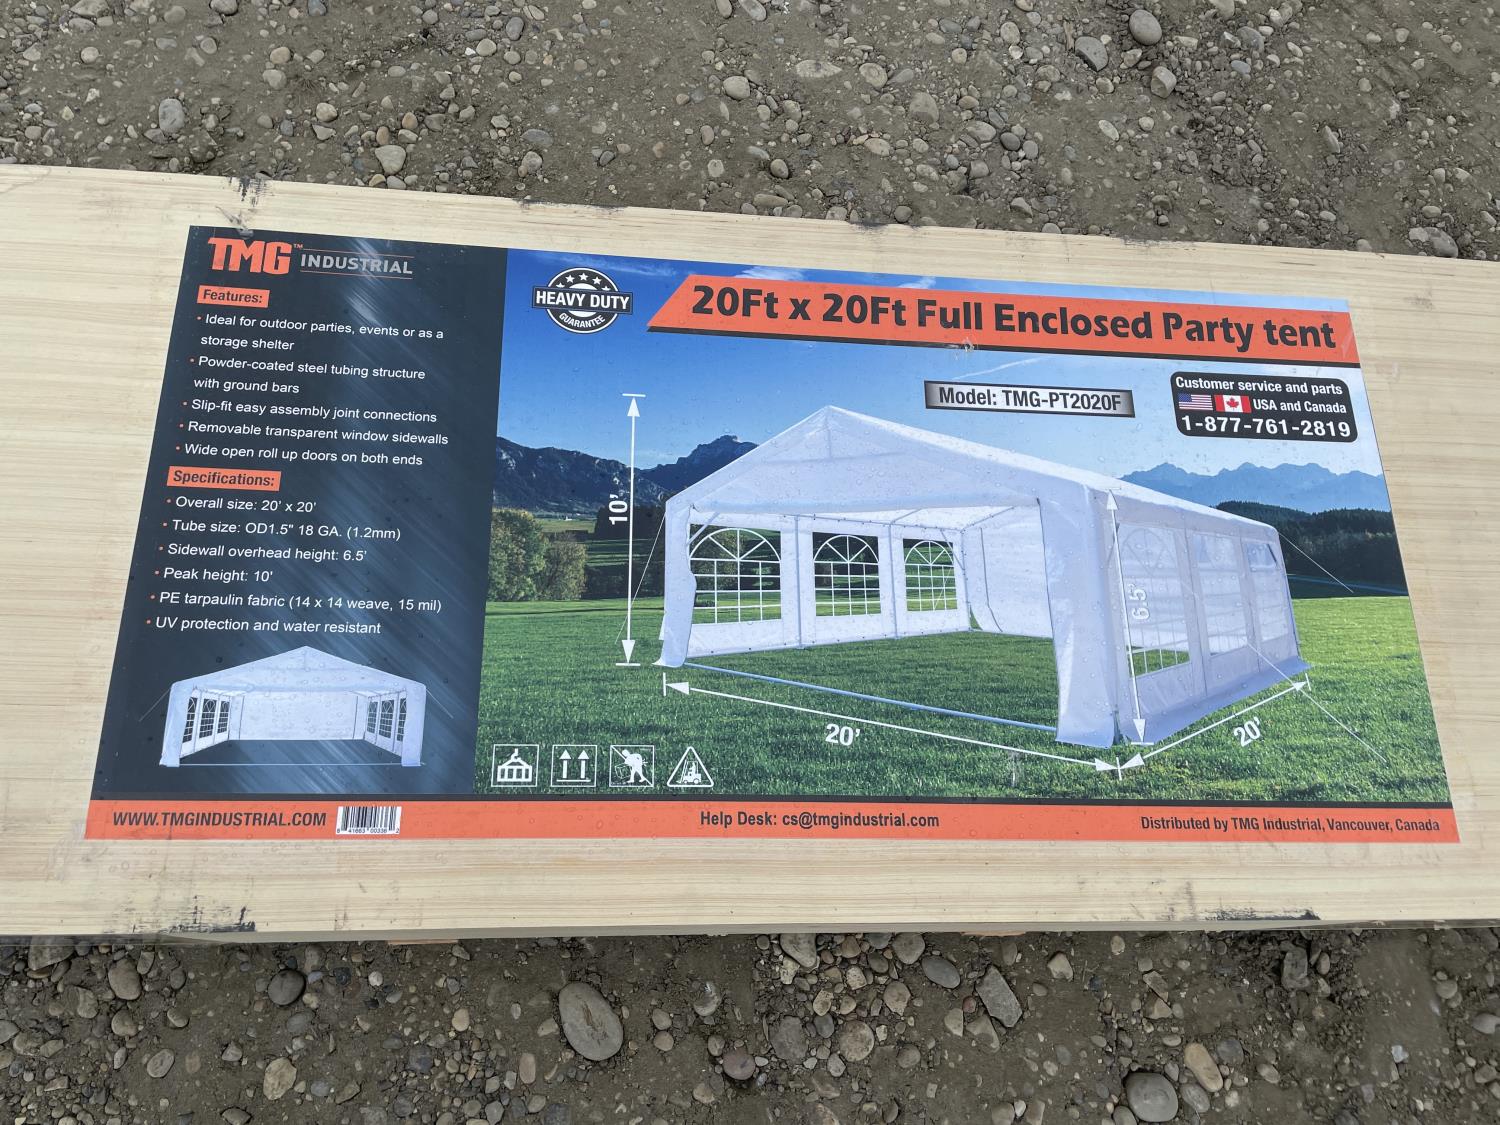 TMG™ INDUSTRIAL
Features:
• Ideal for outdoor parties, events or as a
storage shelter
• Powder-coated steel tubing structure
with ground bars
• Slip-fit easy assembly joint connections
• Removable transparent window sidewalls
• Wide open roll up doors on both ends
Specifications:
• Overall size: 20' x 20'
• Tube size: OD1.5" 18 GA. (1.2mm)
• Sidewall overhead height: 6.5'
• Peak height: 10'
• PE tarpaulin fabric (14 x 14 weave, 15 mil)
• UV protection and water resistant
HEAVY DUTY
GUARANTEE
20Ft x 20Ft Full Enclosed Party tent
Model: TMG-PT2020F
Customer service and parts
USA and Canada
1-877-761-2819
10'
6.5'
20'
20'
WWW.TMGINDUSTRIAL.COM
Help Desk: cs@tmgindustrial.com
Distributed by TMG Industrial, Vancouver, Canada